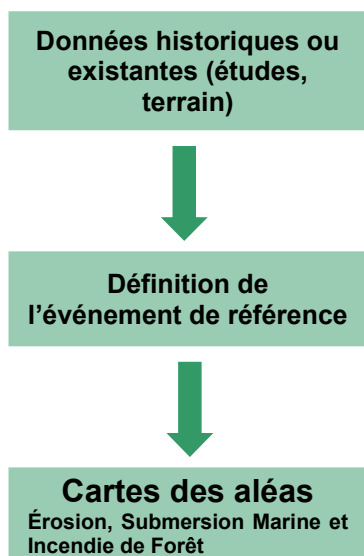 Données historiques ou
existantes (études,
terrain)
Définition de
l'événement de référence
Cartes des aléas
Érosion, Submersion Marine et
Incendie de Forêt